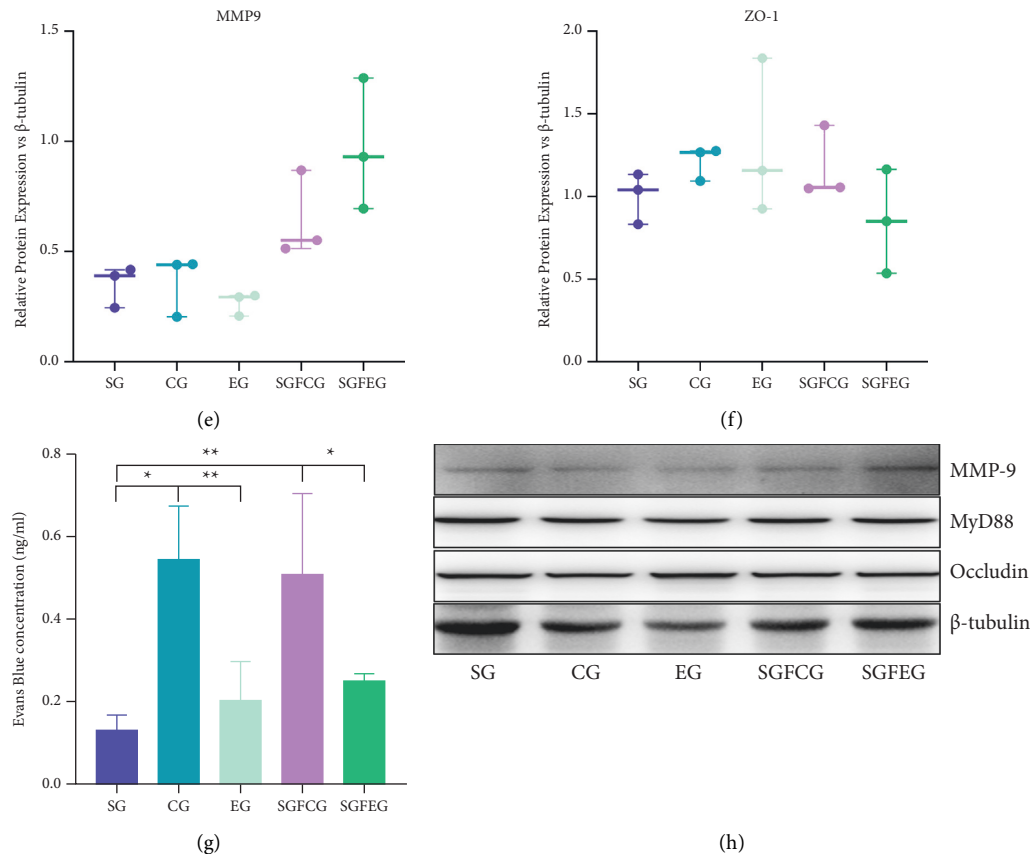 MMP9
Relative Protein Expression vs β-tubulin
1.5
1.0
0.5
0.0
SG CG EG SGFCG SGFEG
(e)
ZO-1
Relative Protein Expression vs β-tubulin
2.0
1.5
1.0
0.5
0.0
SG CG EG SGFCG SGFEG
(f)
Evans Blue concentration (ng/ml)
0.8
0.6
0.4
0.2
0.0
** *
* **
SG CG EG SGFCG SGFEG
(g)
MMP-9
MyD88
Occludin
β-tubulin
SG CG EG SGFCG SGFEG
(h)